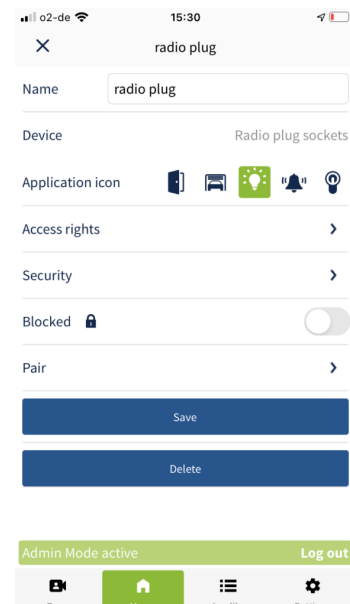 o2-de 15:30
radio plug
Name radio plug
Device Radio plug sockets
Application icon
Access rights
Security
Blocked
Pair
Save
Delete
Admin Mode active Log out